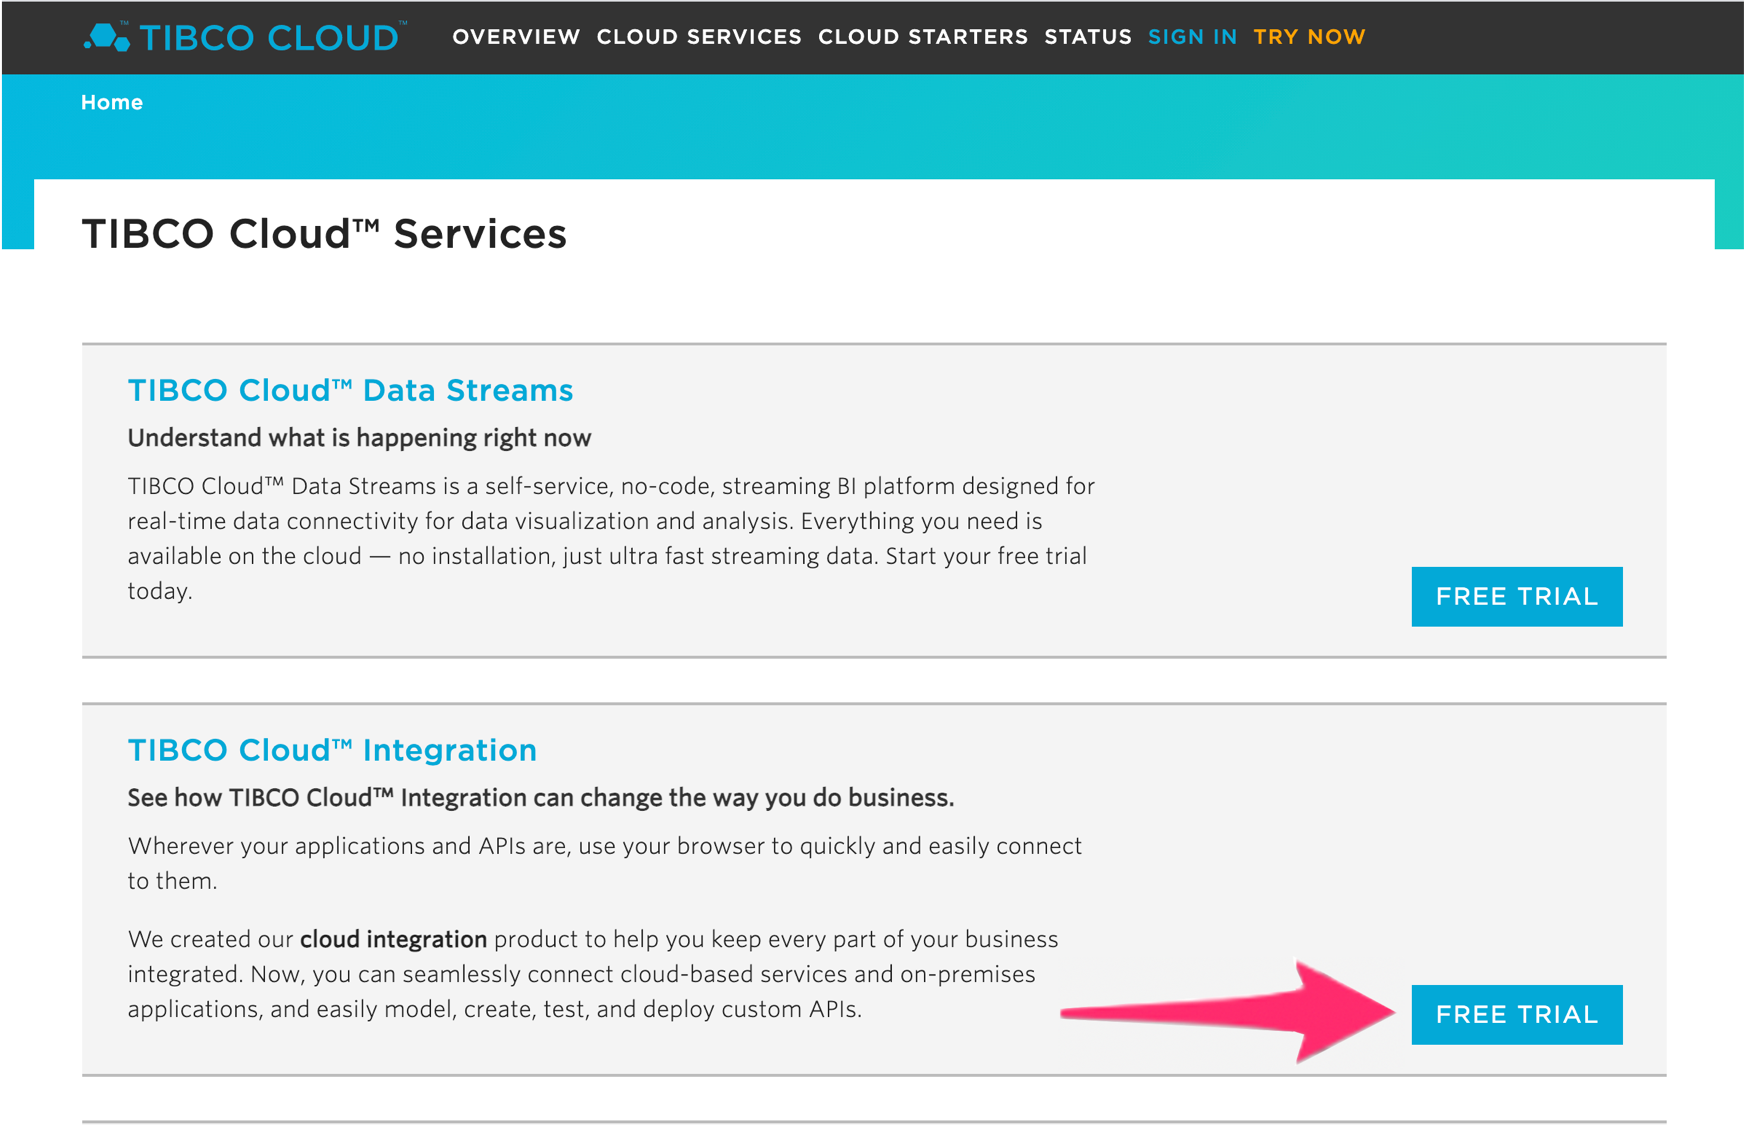 TIBCO CLOUD™ OVERVIEW CLOUD SERVICES CLOUD STARTERS STATUS SIGN IN TRY NOW
Home
TIBCO Cloud™ Services
TIBCO Cloud™ Data Streams
Understand what is happening right now
TIBCO Cloud™ Data Streams is a self-service, no-code, streaming BI platform designed for
real-time data connectivity for data visualization and analysis. Everything you need is
available on the cloud — no installation, just ultra fast streaming data. Start your free trial
today.
FREE TRIAL
TIBCO Cloud™ Integration
See how TIBCO Cloud™ Integration can change the way you do business.
Wherever your applications and APIs are, use your browser to quickly and easily connect
to them.
We created our cloud integration product to help you keep every part of your business
integrated. Now, you can seamlessly connect cloud-based services and on-premises
applications, and easily model, create, test, and deploy custom APIs.
FREE TRIAL